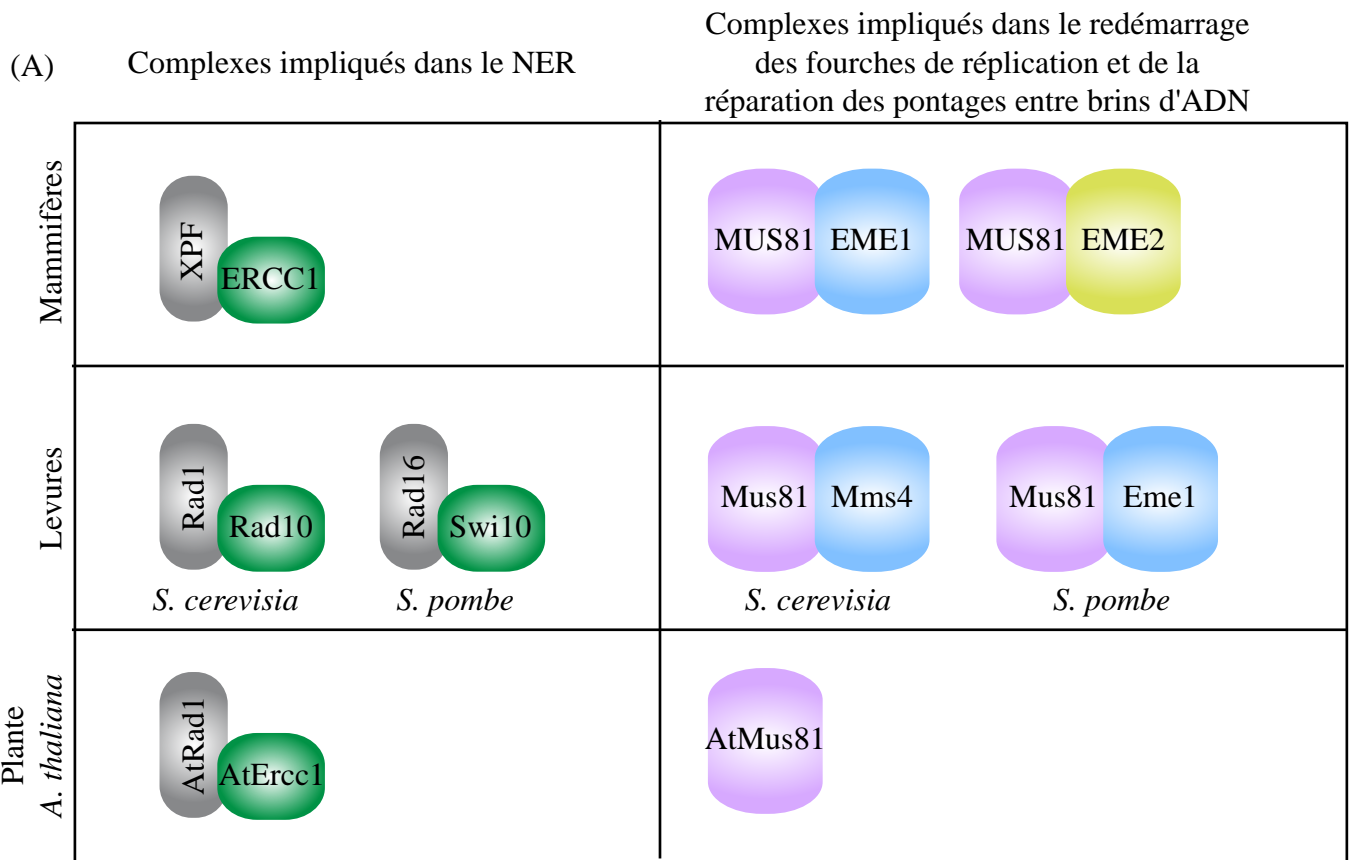 (A)
Complexes impliqués dans le NER
Complexes impliqués dans le redémarrage
des fourches de réplication et de la
réparation des pontages entre brins d'ADN
Mammifères
XPF
ERCC1
MUS81
EME1
MUS81
EME2
Levures
Rad1
Rad10
Rad16
Swi10
Mus81
Mms4
Mus81
Eme1
S. cerevisia
S. pombe
S. cerevisia
S. pombe
Plante
A. thaliana
AtRad1
AtErcc1
AtMus81